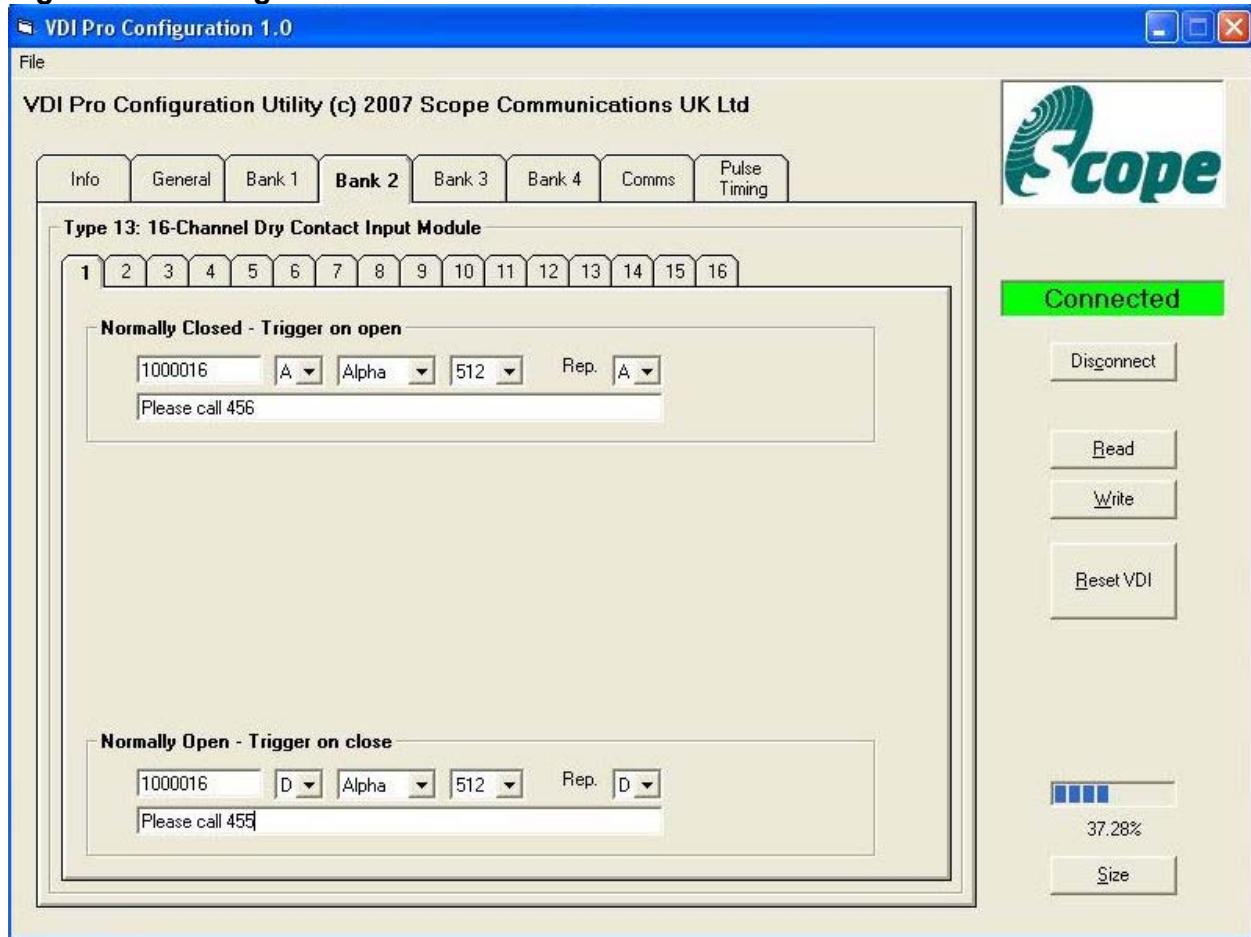 VDI Pro Configuration 1.0
File
VDI Pro Configuration Utility (c) 2007 Scope Communications UK Ltd
Scope
Info General Bank 1 Bank 2 Bank 3 Bank 4 Comms Pulse Timing
Type 13: 16-Channel Dry Contact Input Module
1 2 3 4 5 6 7 8 9 10 11 12 13 14 15 16
Connected
Normally Closed - Trigger on open
1000016 A Alpha 512 Rep. A
Please call 456
Disconnect
Read
Write
Reset VDI
Normally Open - Trigger on close
1000016 D Alpha 512 Rep. D
Please call 455
37.28%
Size